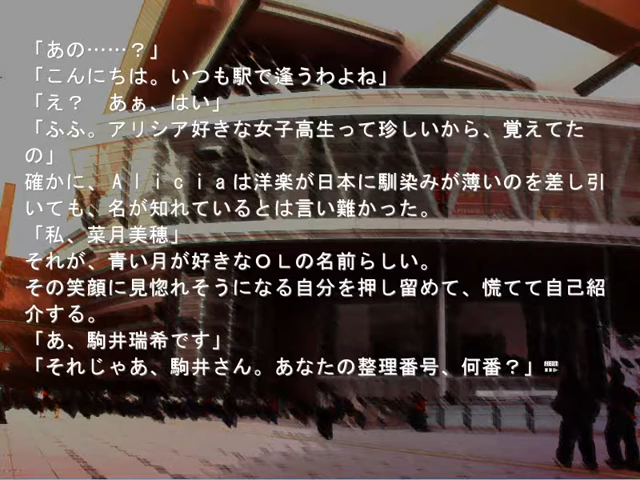 「あの……？」
「こんにちは。いつも駅で逢うわよね」
「え？　あぁ、はい」
「ふふ。アリシア好きな女子高生って珍しいから、覚えてた
の」
確かに、Ａｌｉｃｉａは洋楽が日本に馴染みが薄いのを差し引
いても、名が知れているとは言い難かった。
「私、菜月美穂」
それが、青い月が好きなＯＬの名前らしい。
その笑顔に見惚れそうになる自分を押し留めて、慌てて自己紹
介する。
「あ、駒井瑞希です」
「それじゃあ、駒井さん。あなたの整理番号、何番？」